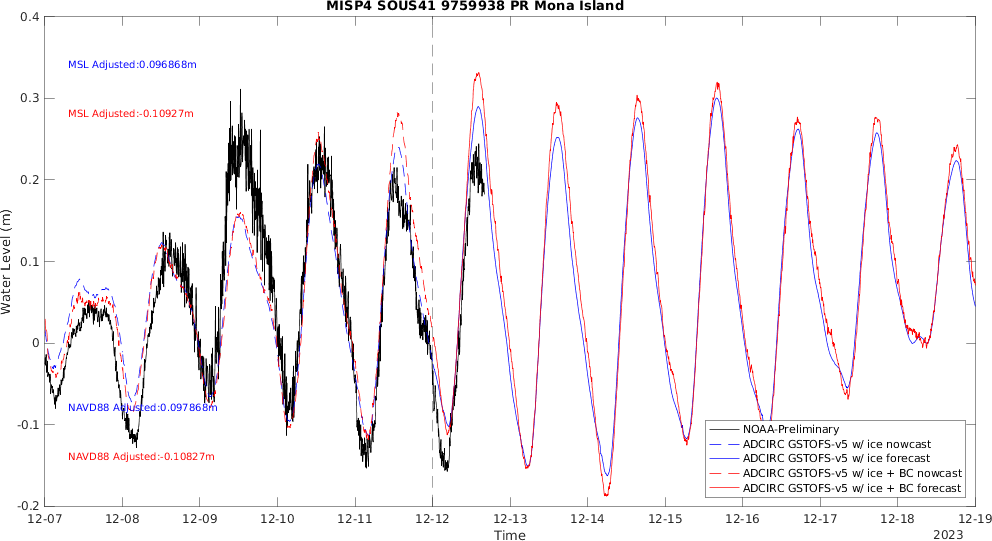 MISP4 SOUS41 9759938 PR Mona Island
0.4
0.3
0.2
0.1
0
-0.1
-0.2
Water Level (m)
MSL Adjusted:0.096868m
MSL Adjusted:-0.10927m
NAVD88 Adjusted:0.097868m
NAVD88 Adjusted:-0.10827m
NOAA-Preliminary
ADCIRC GSTOFS-v5 w/ ice nowcast
ADCIRC GSTOFS-v5 w/ ice forecast
ADCIRC GSTOFS-v5 w/ ice + BC nowcast
ADCIRC GSTOFS-v5 w/ ice + BC forecast
12-07 12-08 12-09 12-10 12-11 12-12 12-13 12-14 12-15 12-16 12-17 12-18 12-19
Time
2023